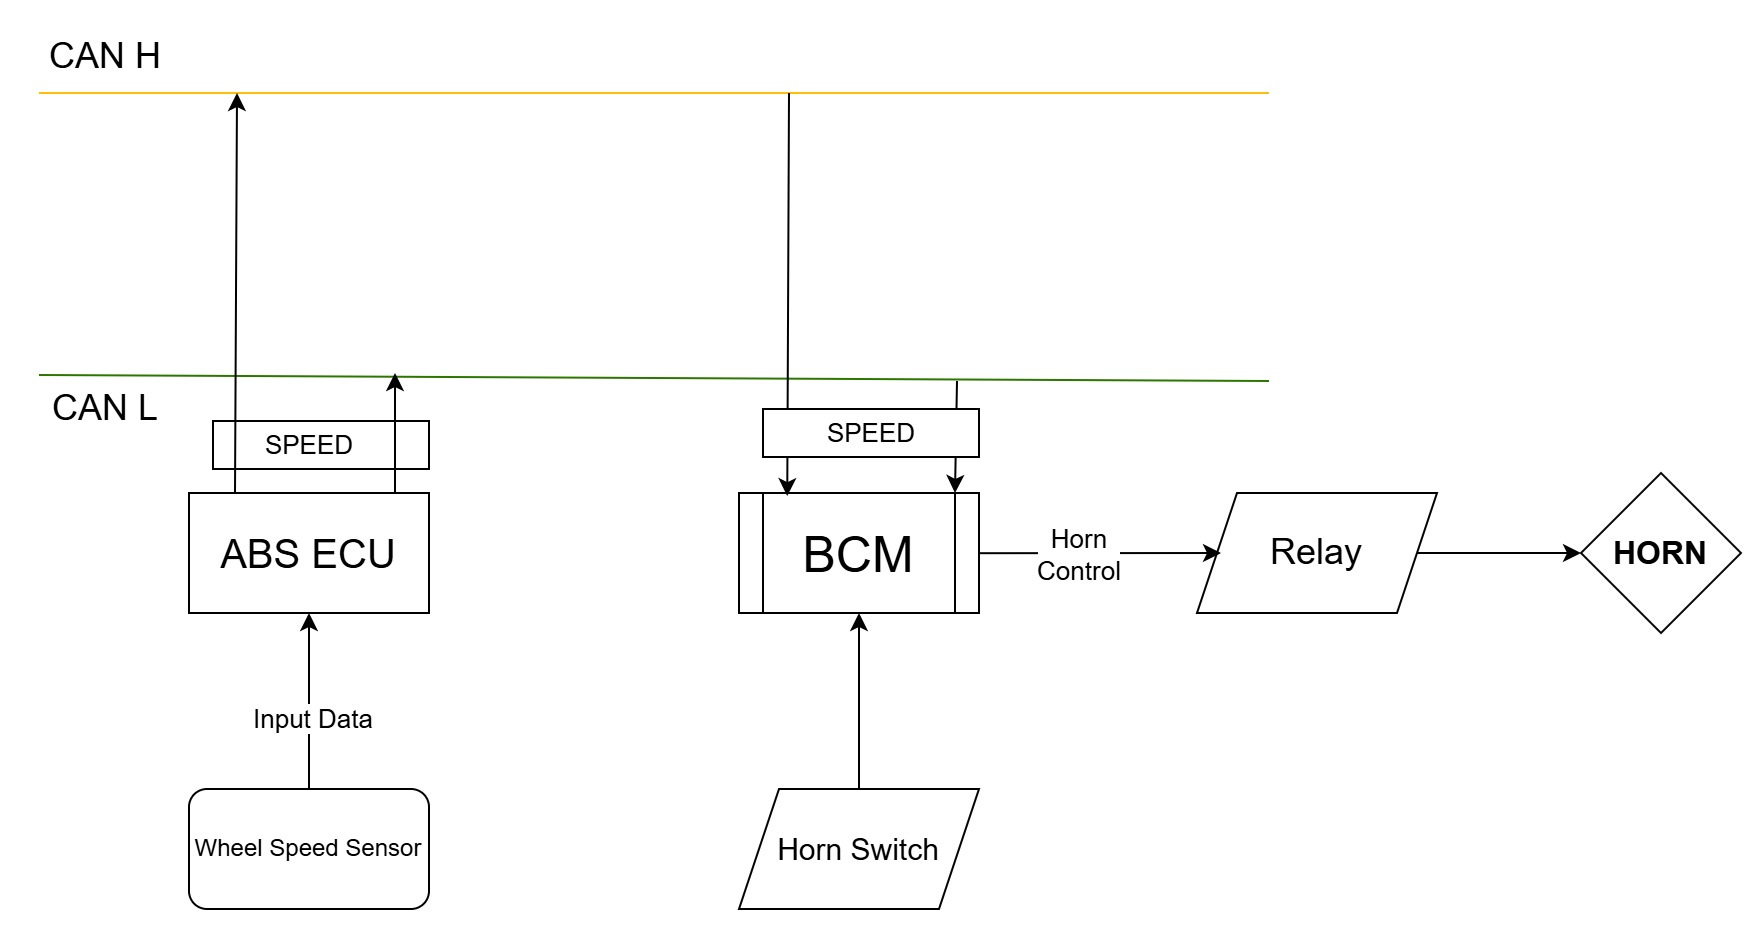 CAN H
CAN L
SPEED
SPEED
ABS ECU
BCM
Horn
Control
Relay
HORN
Input Data
Wheel Speed Sensor
Horn Switch